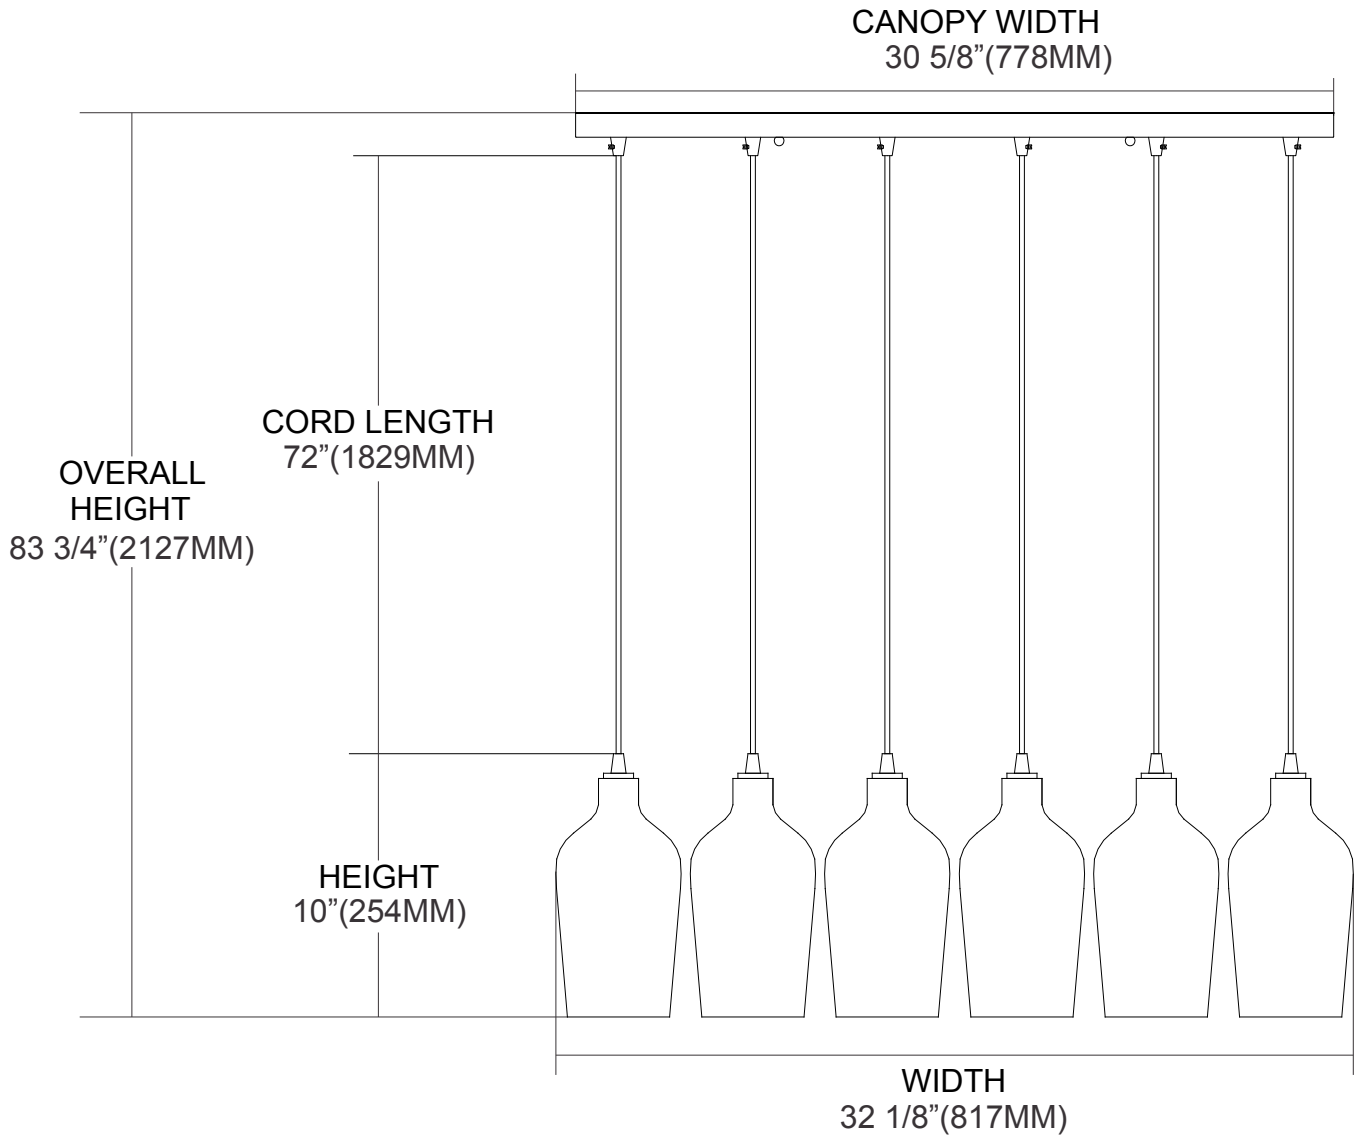 CANOPY WIDTH
30 5/8”(778MM)
CORD LENGTH
72”(1829MM)
OVERALL
HEIGHT
83 3/4”(2127MM)
HEIGHT
10”(254MM)
WIDTH
32 1/8”(817MM)